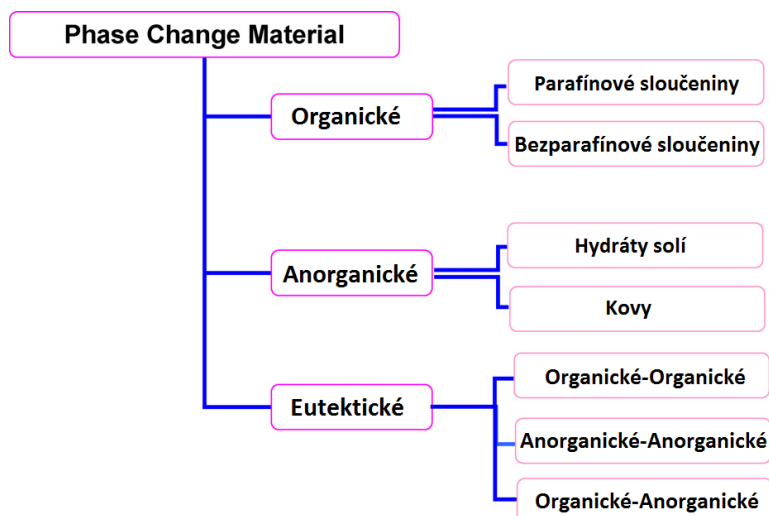 Phase Change Material
Organické
Parafínové sloučeniny
Bezparafínové sloučeniny
Anorganické
Hydráty solí
Kovy
Eutektické
Organické-Organické
Anorganické-Anorganické
Organické-Anorganické